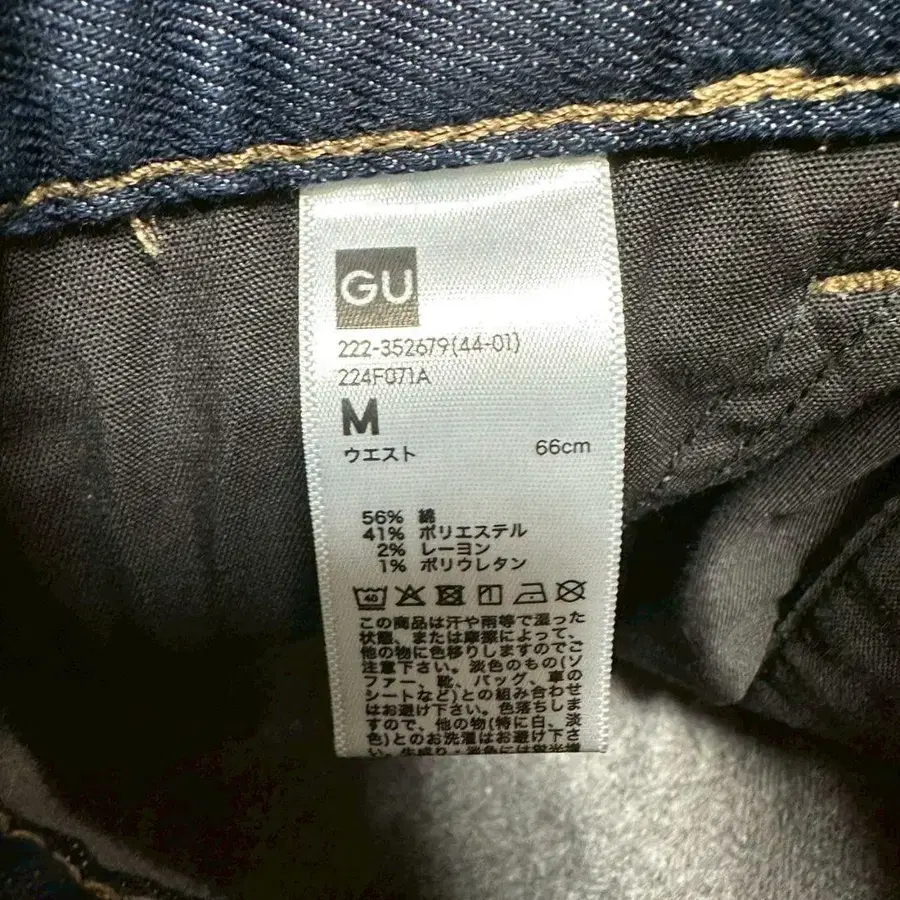 GU
222-352679(44-01)
224F071A
M
ウエスト 66cm
56% 綿
41% ポリエステル
2% レーヨン
1% ポリウレタン
40
この商品は汗や雨等で湿った
状態、または摩擦によって、
他の物に色移りしますのでご
注意下さい。淡色のもの(ソ
ファー、靴、バッグ、車の
シートなど)との組み合わせ
はお避け下さい。色落ちしま
すので、他の物(特に白、淡
色)とのお洗濯はお避け下さ